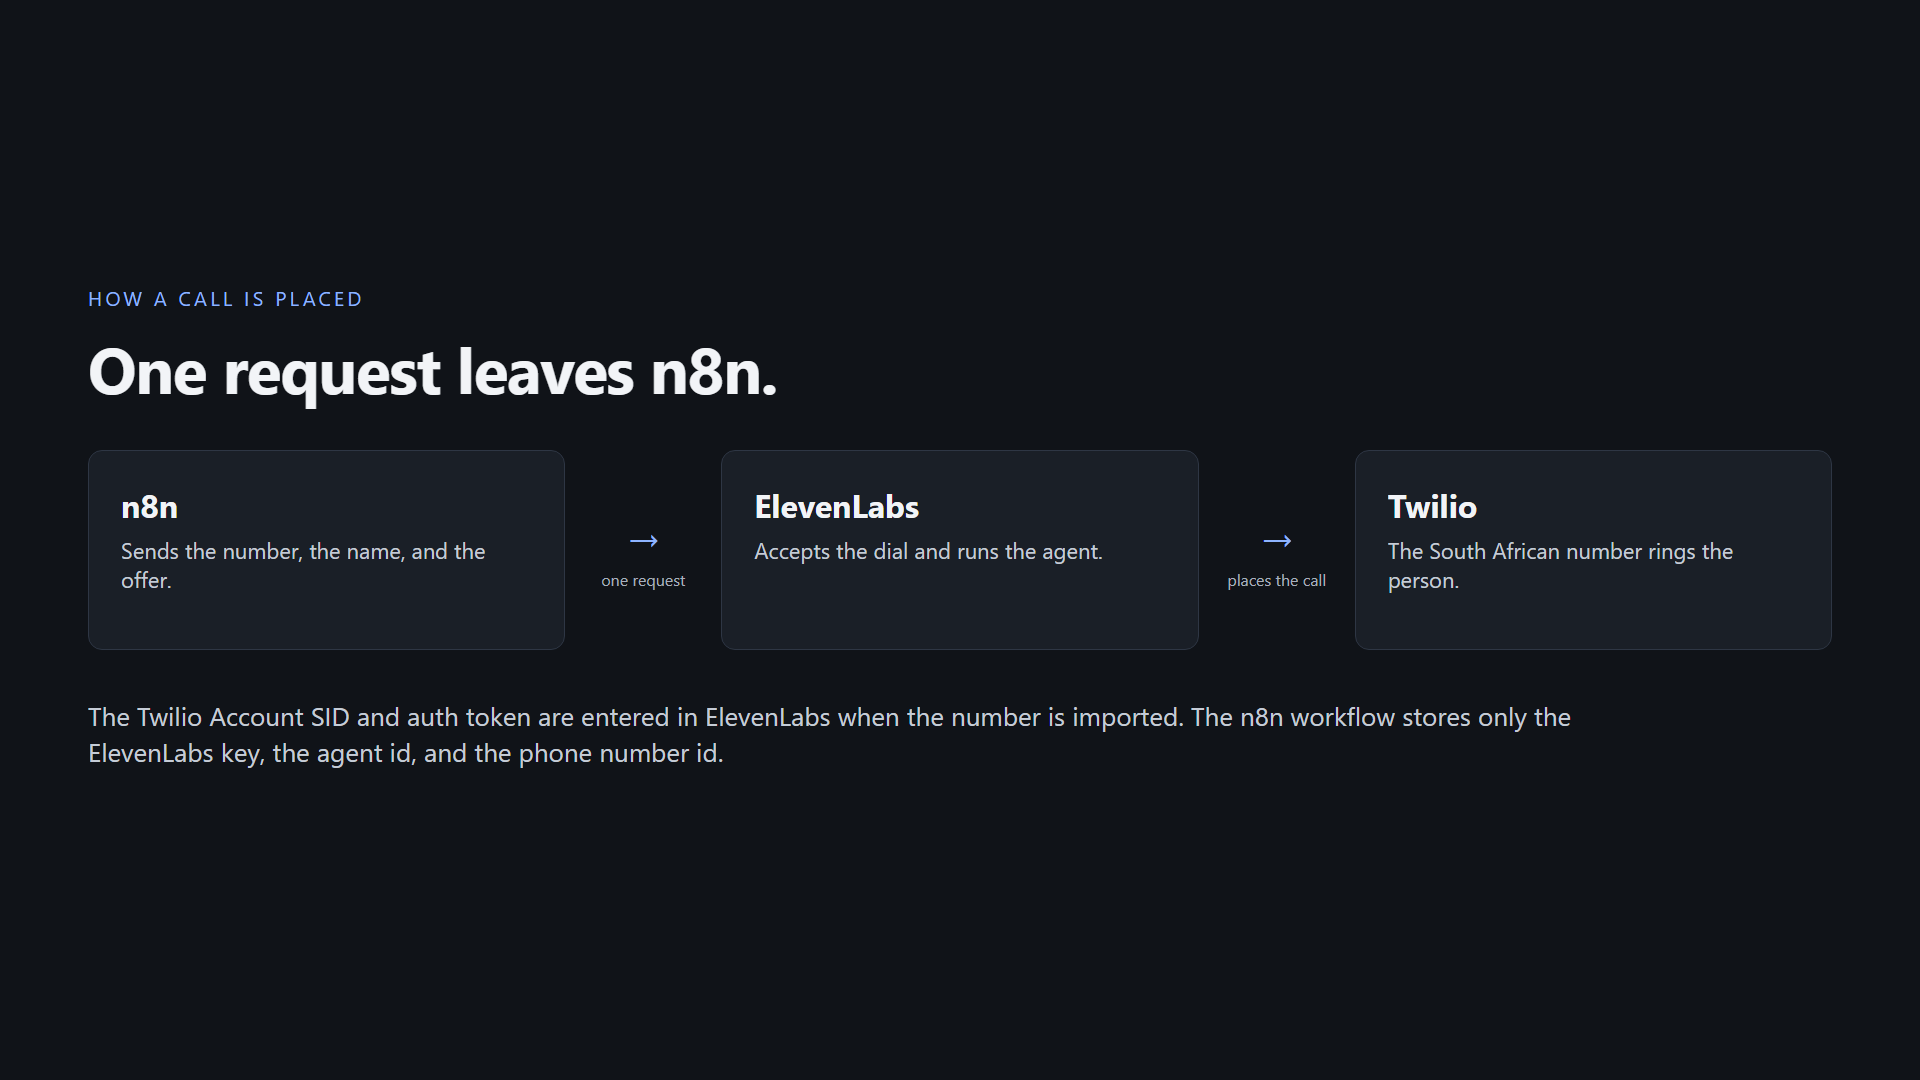 HOW A CALL IS PLACED
One request leaves n8n.
n8n
Sends the number, the name, and the
offer.
→
one request
ElevenLabs
Accepts the dial and runs the agent.
→
places the call
Twilio
The South African number rings the
person.
The Twilio Account SID and auth token are entered in ElevenLabs when the number is imported. The n8n workflow stores only the
ElevenLabs key, the agent id, and the phone number id.